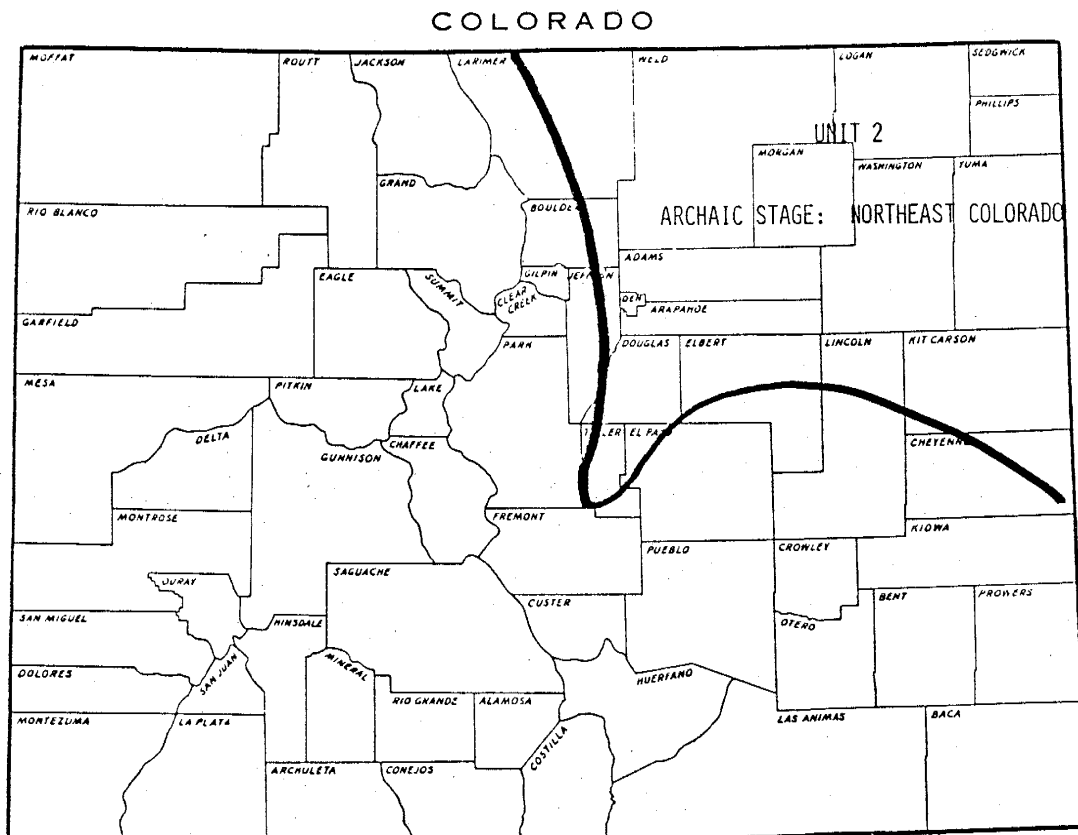 COLORADO
MOFFAT
ROUTT
JACKSON
LARIMER
WELD
LOGAN
SEDGWICK
PHILLIPS
UNIT 2
MORGAN
WASHINGTON
YUMA
GRAND
RIO BLANCO
BOULDER
ARCHAIC STAGE: NORTHEAST COLORADO
ADAMS
EAGLE
SUMMIT
GILPIN
CLEAR CREEK
DEN
ARAPAHOE
GARFIELD
PARK
DOUGLAS
ELBERT
LINCOLN
KIT CARSON
MESA
PITKIN
LAKE
DELTA
GUNNISON
CHAFFEE
EL PASO
CHEYENNE
MONTROSE
FREMONT
KIOWA
PUEBLO
CROWLEY
SAGUACHE
OURAY
CUSTER
BENT
PROWERS
SAN MIGUEL
HINSDALE
OTERO
DOLORES
SAN JUAN
MINERAL
HUERFANO
RIO GRANDE
ALAMOSA
MONTEZUMA
LA PLATA
COSTILLA
LAS ANIMAS
BACA
ARCHULETA
CONEJOS